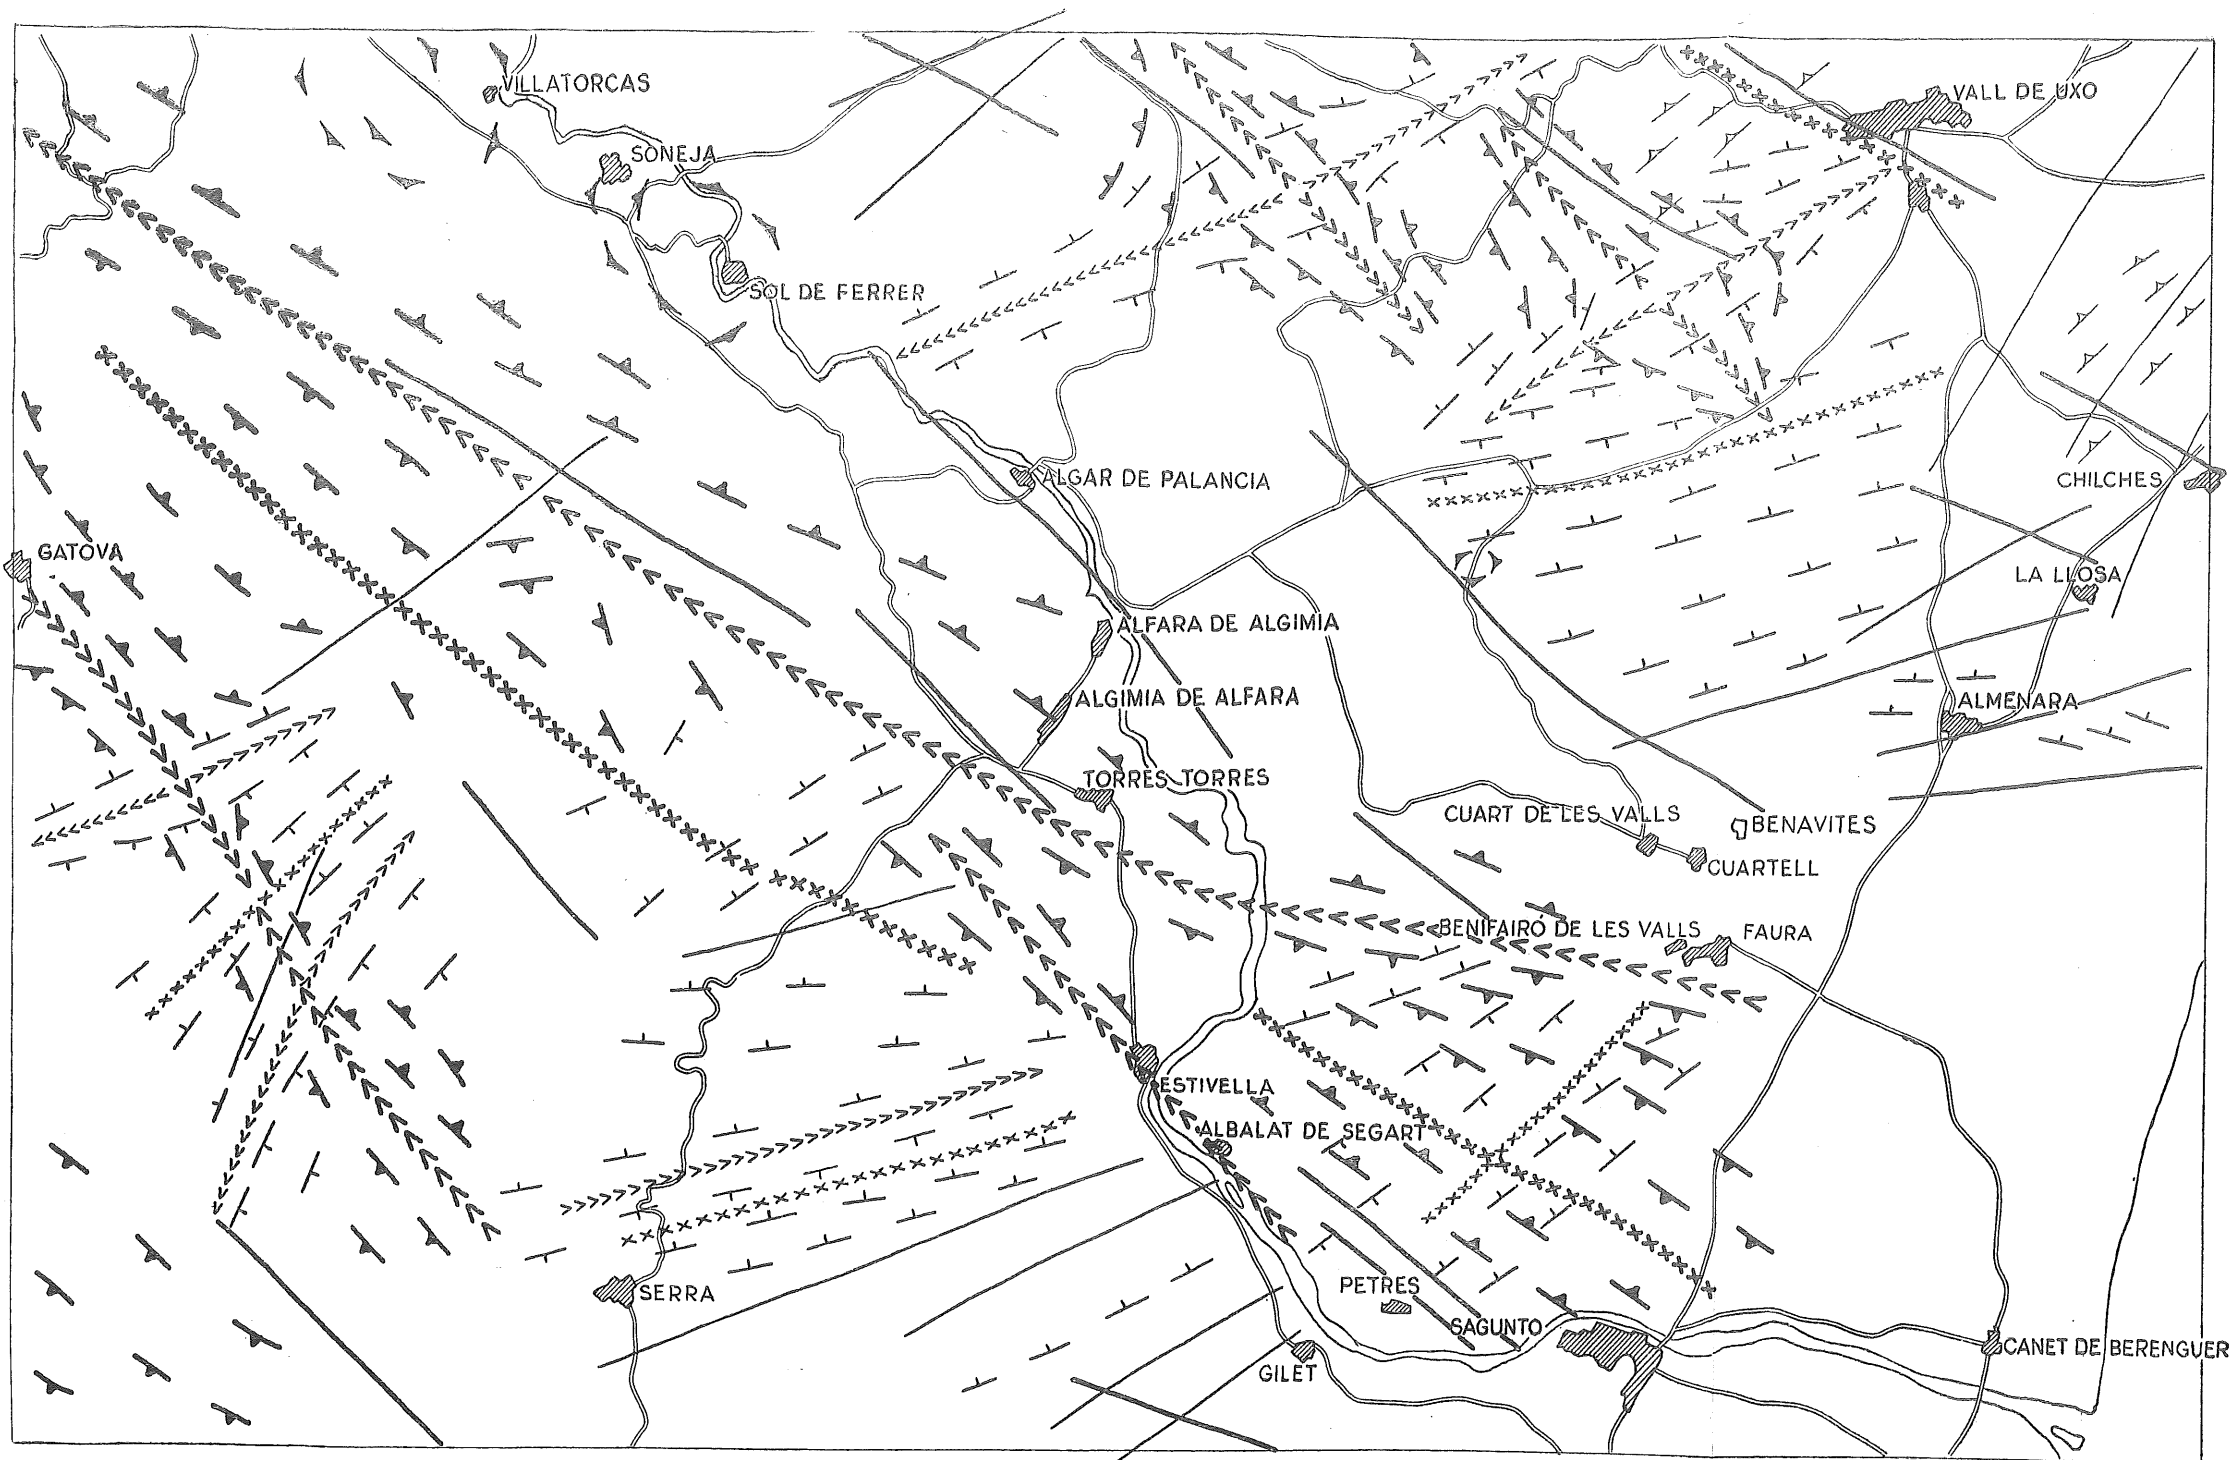 VILLATORCAS
VALL DE UXO
SONEJA
SOL DE FERRER
ALGAR DE PALANCIA
CHILCHES
GATOVA
LA LLOSA
ALFARA DE ALGIMIA
ALGIMIA DE ALFARA
ALMENARA
TORRES TORRES
CUART DE LES VALLS
BENAVITES
CUARTELL
BENIFAIRÓ DE LES VALLS
FAURA
ESTIVELLA
ALBALAT DE SEGART
PETRES
SERRA
SAGUNTO
CANET DE BERENGUER
GILET